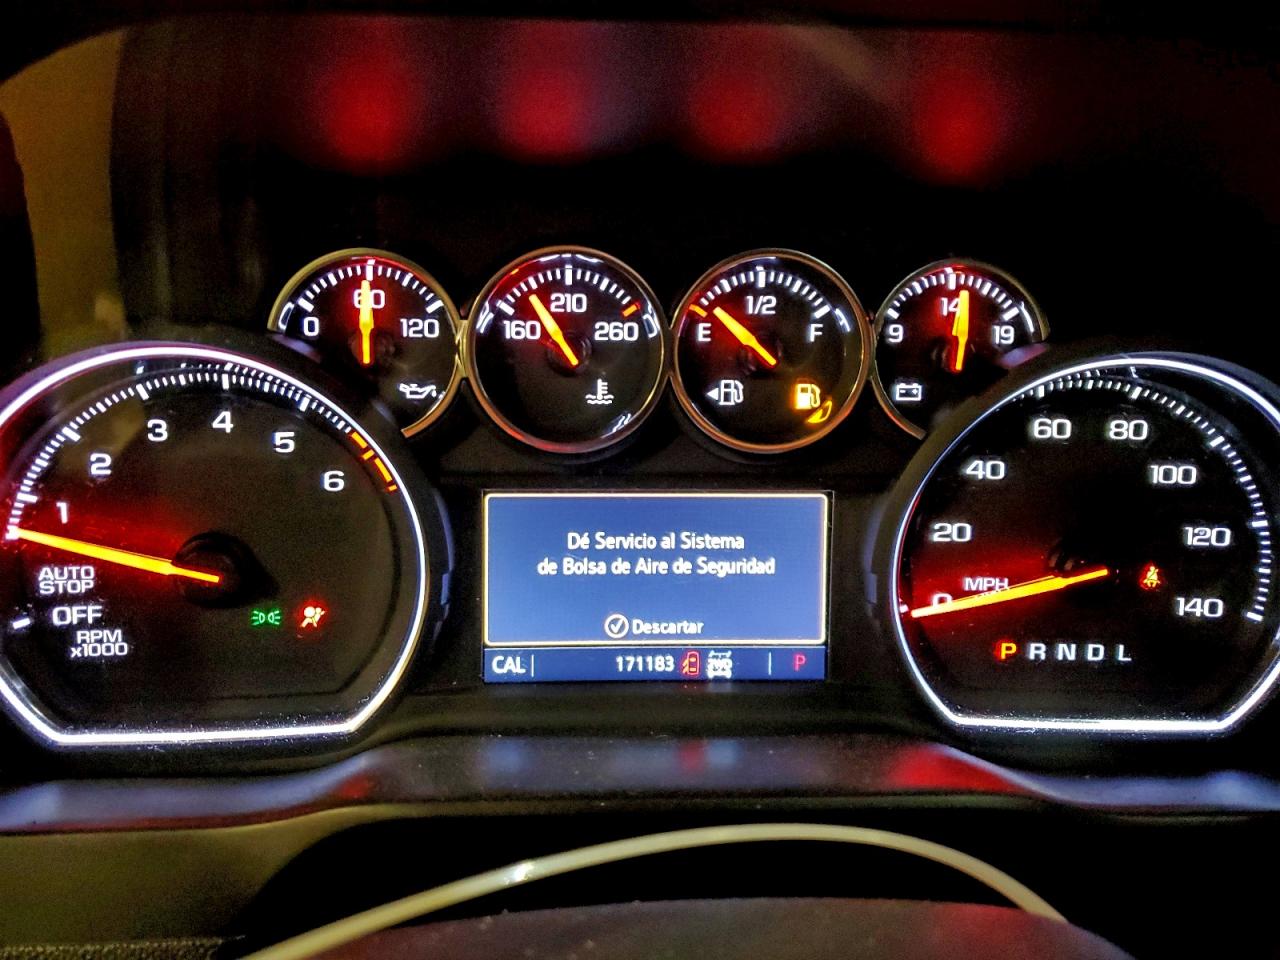 0 60 120
160 210 260
E 1/2 F
9 14 19
1 2 3 4 5 6
AUTO
STOP
OFF
RPM
x1000
Dé Servicio al Sistema
de Bolsa de Aire de Seguridad
Descartar
CAL 171183 2WD P
0 20 40 60 80 100 120 140
MPH
P R N D L